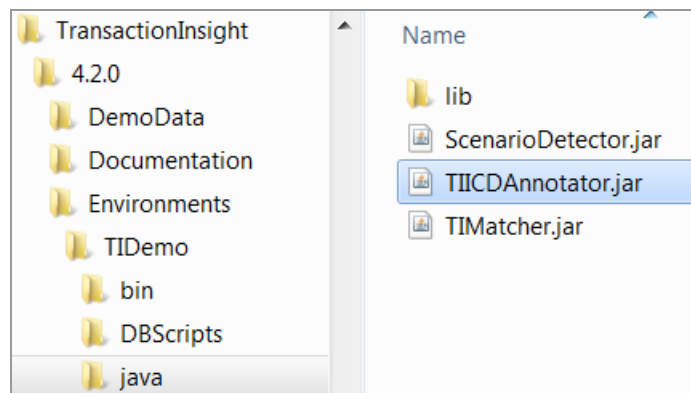 TransactionInsight
4.2.0
DemoData
Documentation
Environments
TIDemo
bin
DBScripts
java
Name
lib
ScenarioDetector.jar
TIICDAnnotator.jar
TIMatcher.jar